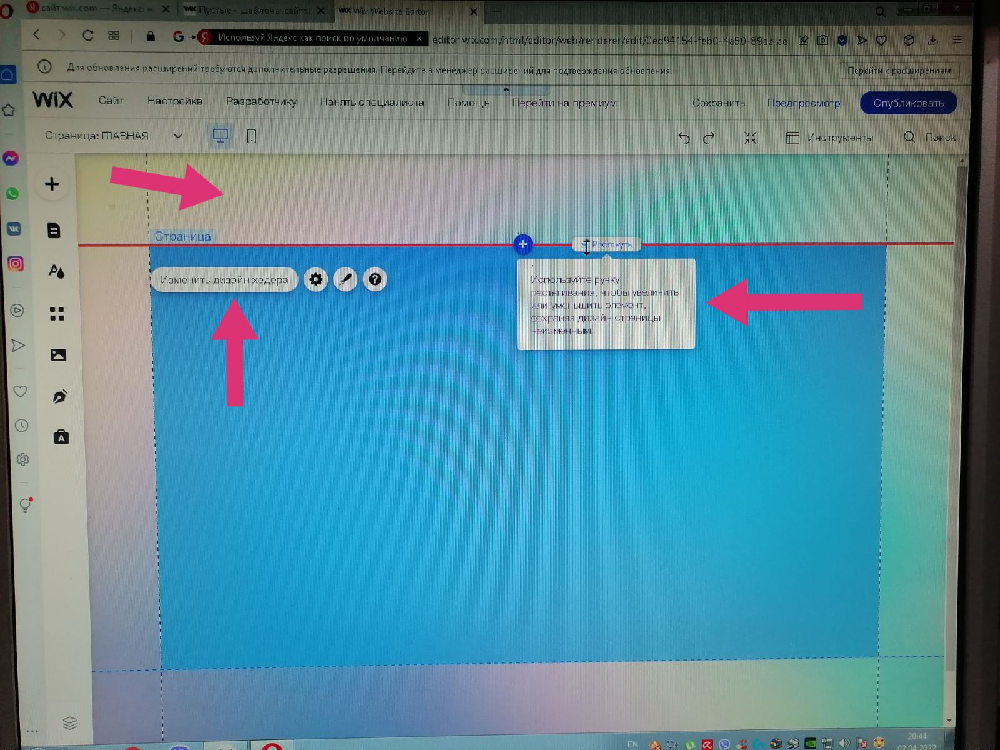 сайт wix.com — Яндекс: н
WiX Пустые - шаблоны сайто
WiX Wix Website Editor
G Я Используй Яндекс как поиск по умолчанию
editor.wix.com/html/editor/web/renderer/edit/0ed94154-feb0-4a50-89ac-ae
Для обновления расширений требуются дополнительные разрешения. Перейдите в менеджер расширений для подтверждения обновления.
Перейти к расширениям
WiX Сайт Настройка Разработчику Нанять специалиста Помощь Перейти на премиум Сохранить Предпросмотр Опубликовать
Страница: ГЛАВНАЯ
Инструменты Поиск
Страница
Растянуть
Изменить дизайн хедера
Используйте ручку
растягивания, чтобы увеличить
или уменьшить элемент,
сохраняя дизайн страницы
неизменным.
EN
20:44
02.04.2022